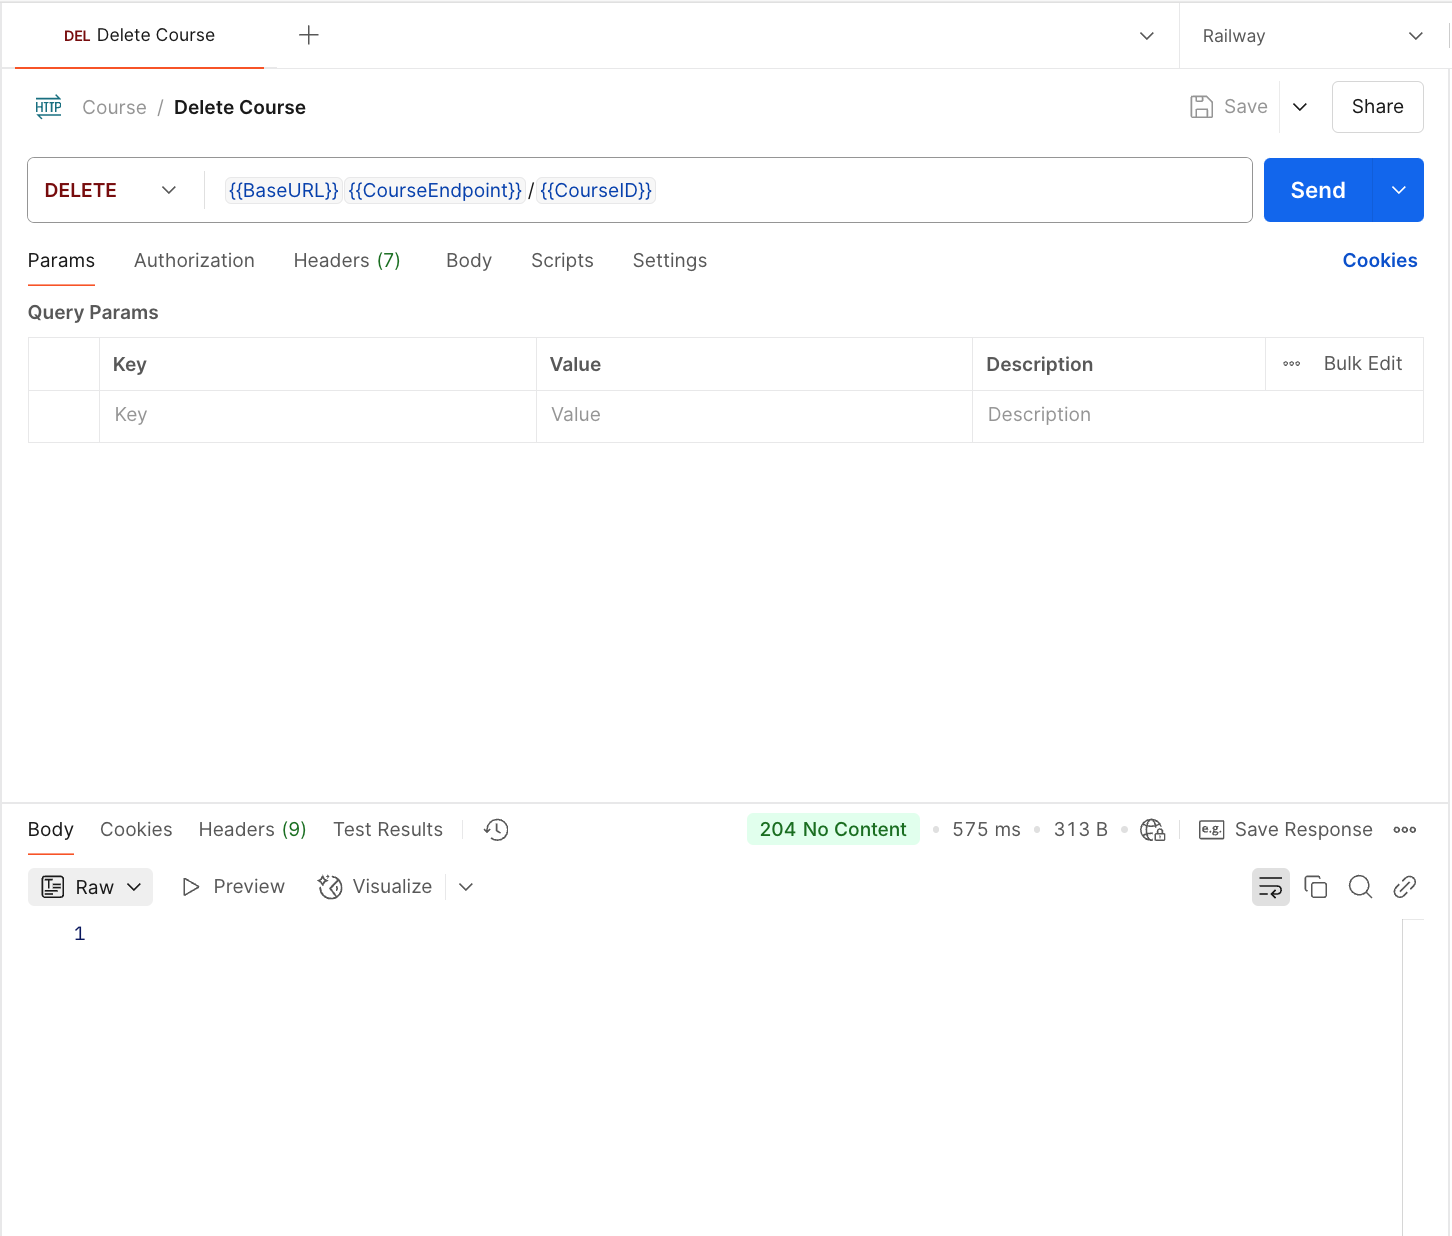 DEL Delete Course
Railway
HTTP Course / Delete Course
Save
Share
DELETE
{{BaseURL}}{{CourseEndpoint}}/{{CourseID}}
Send
Params Authorization Headers (7) Body Scripts Settings
Cookies
Query Params
Key Value Description Bulk Edit
Key Value Description
Body Cookies Headers (9) Test Results
204 No Content • 575 ms • 313 B •
e.g. Save Response
Raw Preview Visualize
1